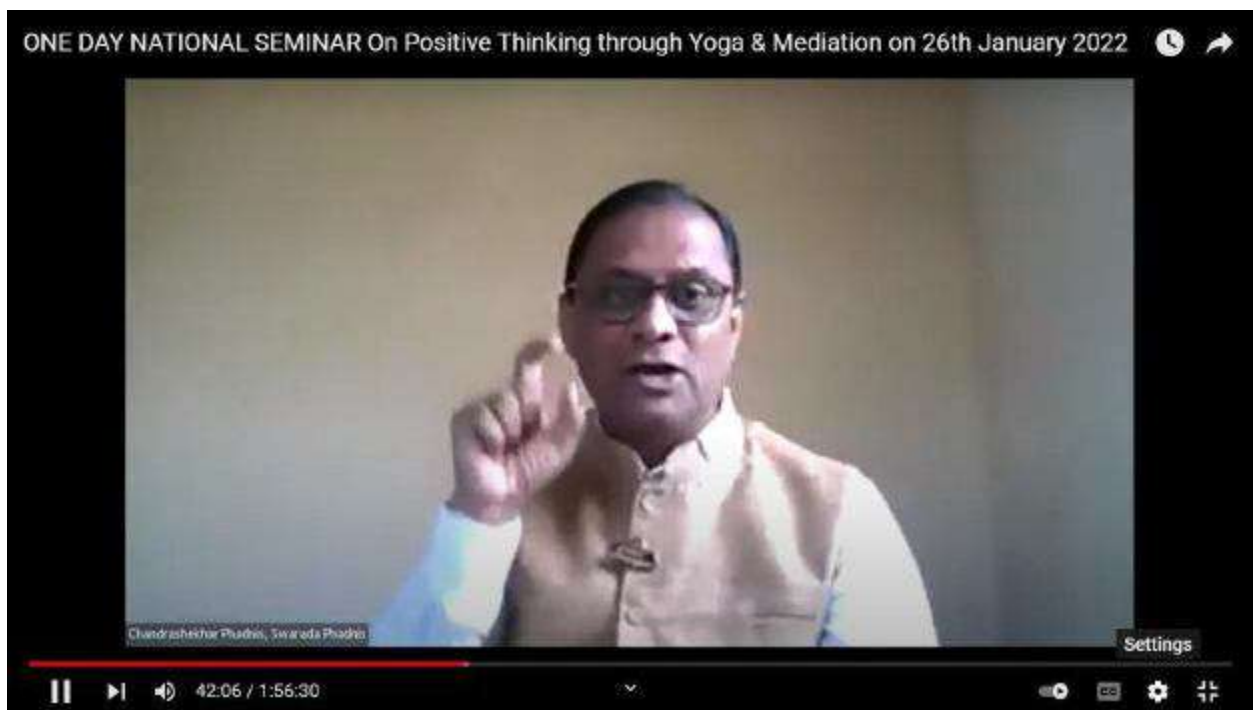 ONE DAY NATIONAL SEMINAR On Positive Thinking through Yoga & Mediation on 26th January 2022
Chandrashekhar Phadnis, Swarada Phadnis
Settings
42:06 / 1:56:30
CC